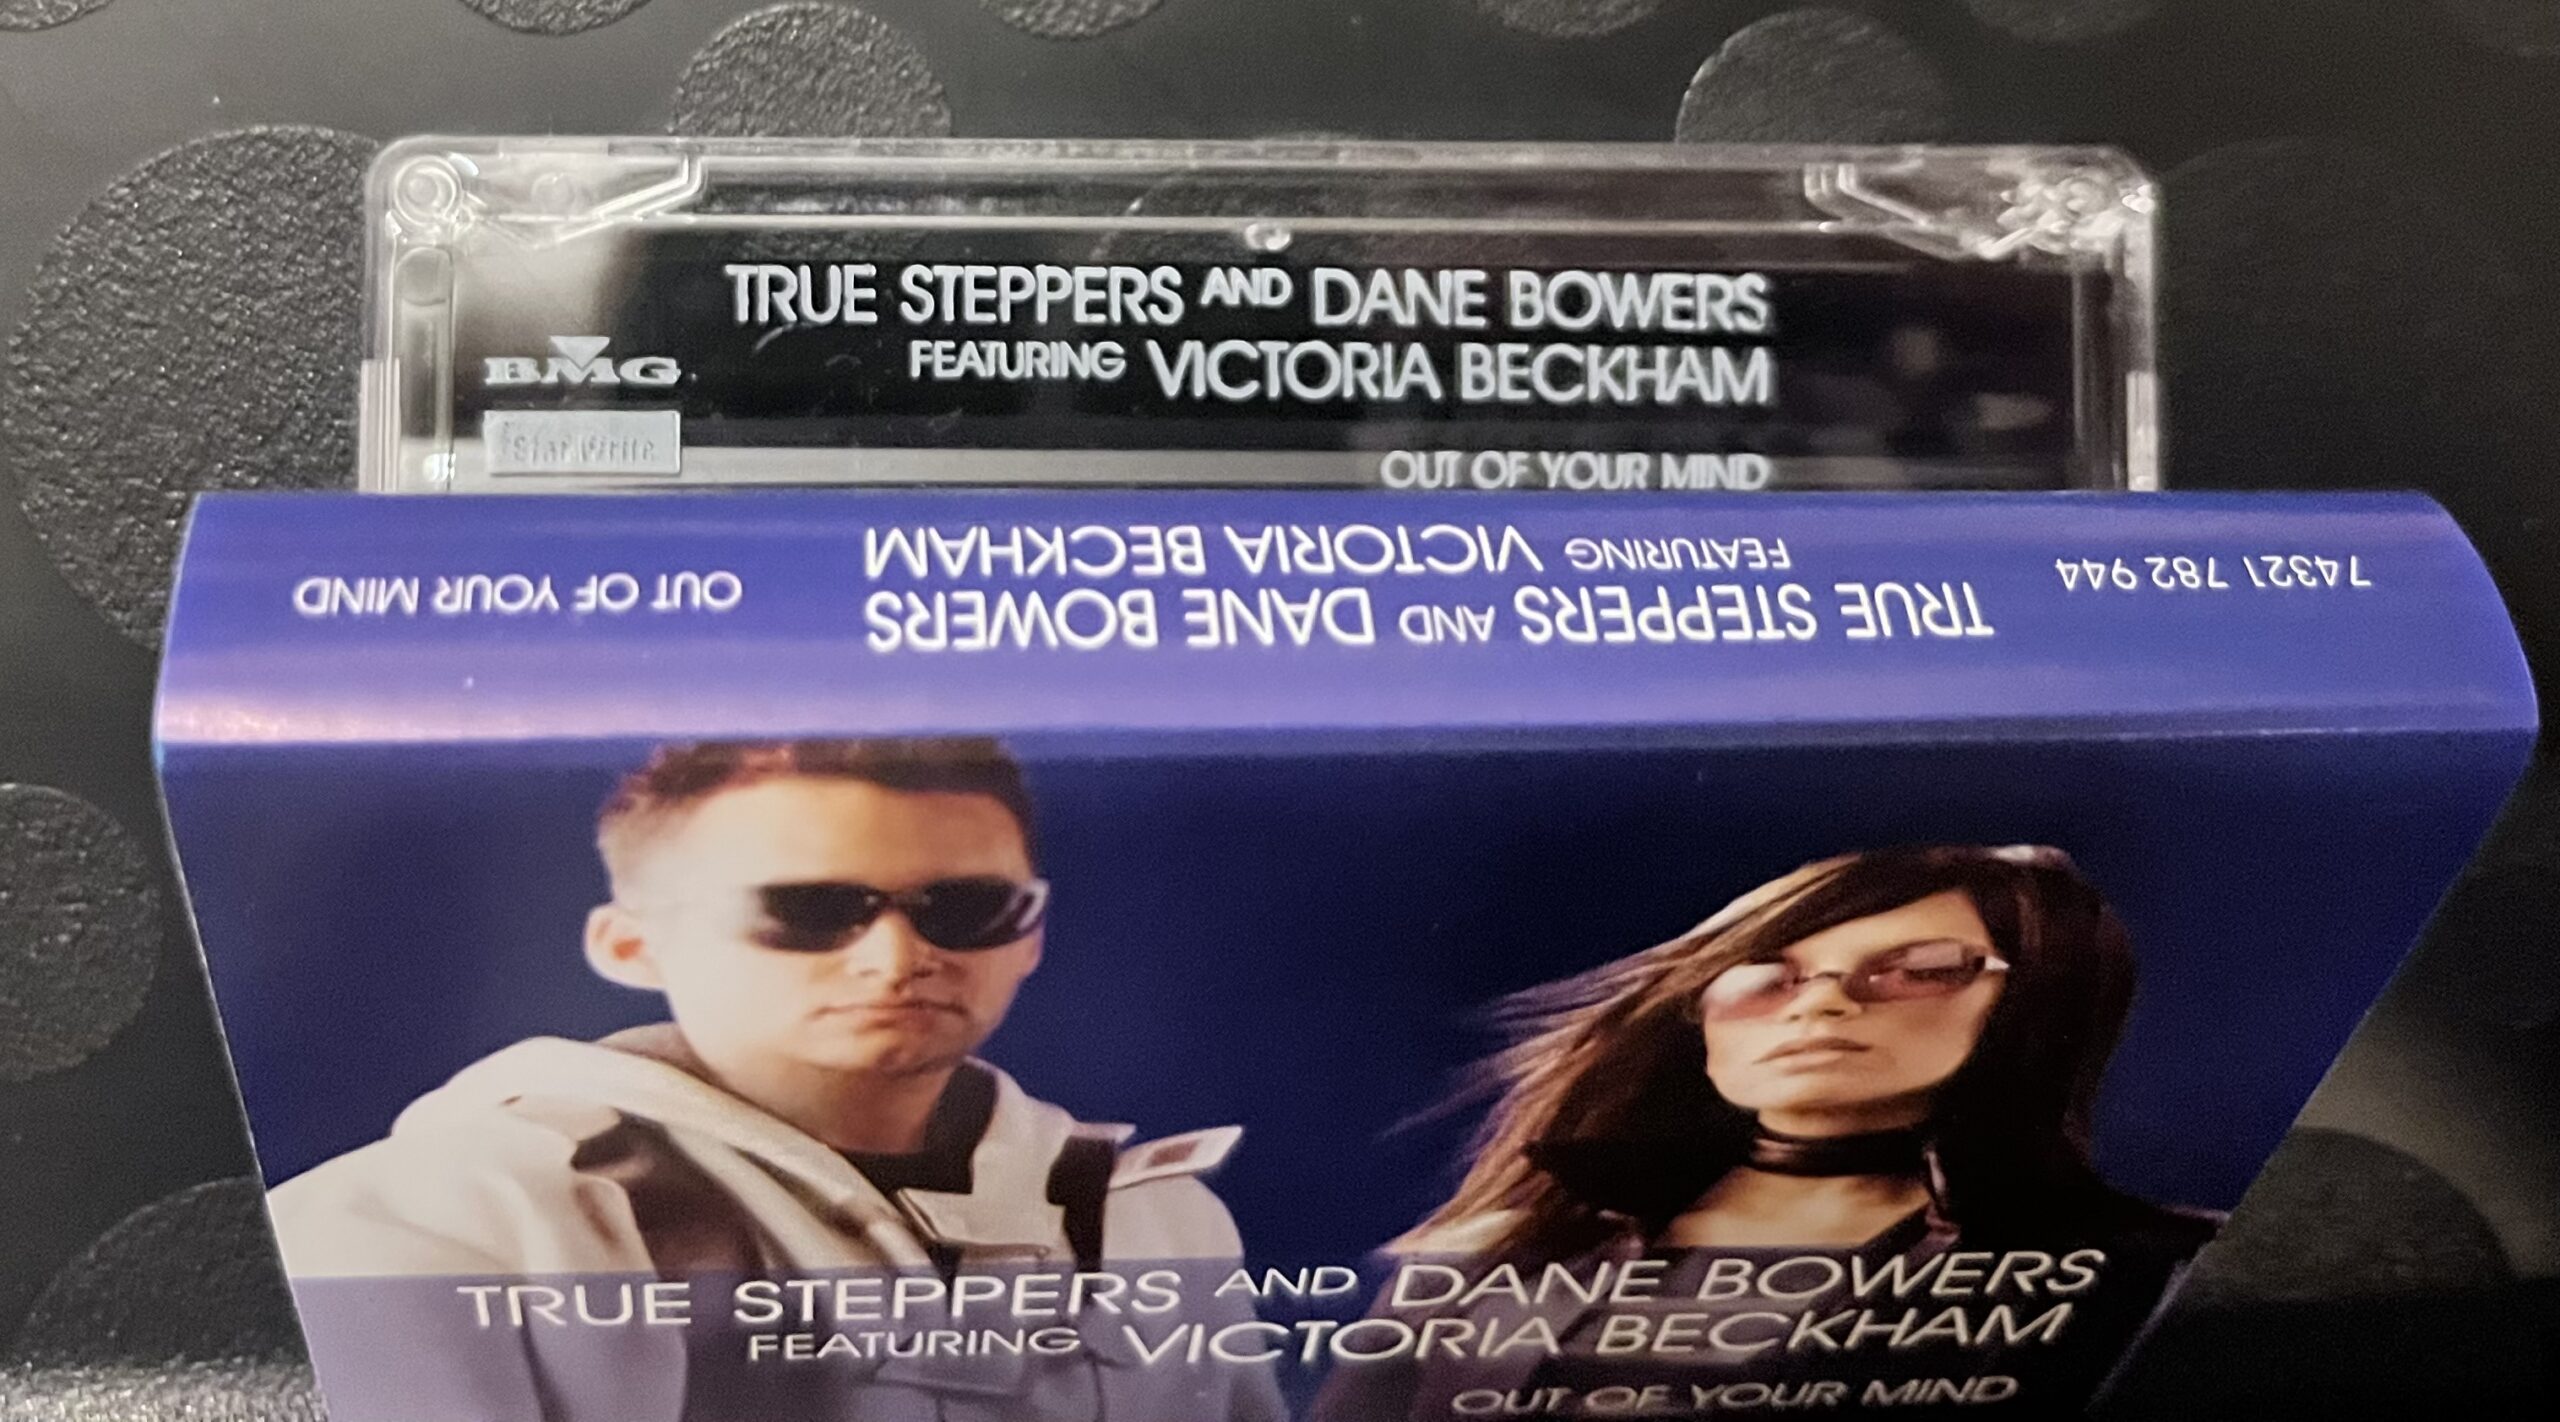 TRUE STEPPERS AND DANE BOWERS
FEATURING VICTORIA BECKHAM
OUT OF YOUR MIND
BMG
Star Write
74321 782 944
TRUE STEPPERS AND DANE BOWERS
FEATURING VICTORIA BECKHAM
OUT OF YOUR MIND
TRUE STEPPERS AND DANE BOWERS
FEATURING VICTORIA BECKHAM
OUT OF YOUR MIND